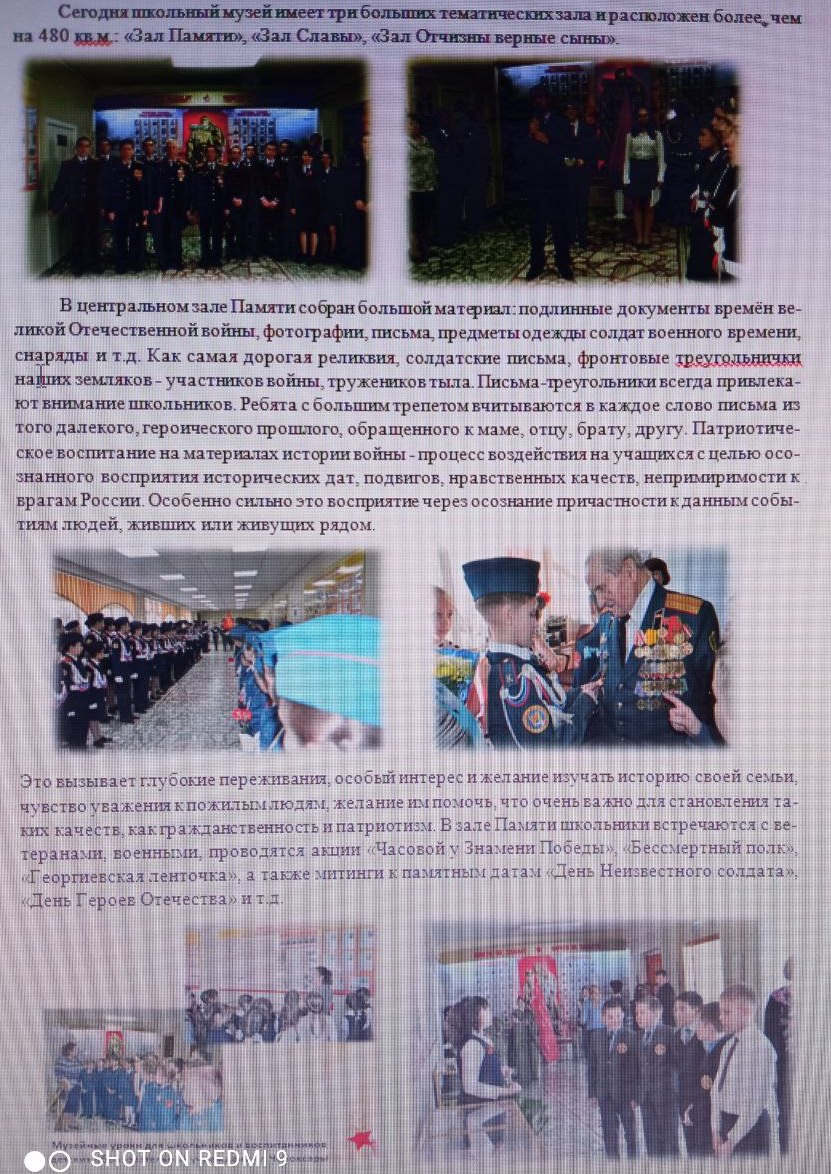 Сегодня школьный музей имеет три больших тематических зала и расположен более, чем
на 480 кв.м.: «Зал Памяти», «Зал Славы», «Зал Отчизны верные сыны».
В центральном зале Памяти собран большой материал: подлинные документы времён ве-
ликой Отечественной войны, фотографии, письма, предметы одежды солдат военного времени,
снаряды и т.д. Как самая дорогая реликвия, солдатские письма, фронтовые треугольнички
наших земляков - участников войны, тружеников тыла. Письма-треугольники всегда привлека-
ют внимание школьников. Ребята с большим трепетом вчитываются в каждое слово письма из
того далекого, героического прошлого, обращенного к маме, отцу, брату, другу. Патриотиче-
ское воспитание на материалах истории войны - процесс воздействия на учащихся с целью осо-
знанного восприятия исторических дат, подвигов, нравственных качеств, непримиримости к
врагам России. Особенно сильно это восприятие через осознание причастности к данным собы-
тиям людей, живших или живущих рядом.
Это вызывает глубокие переживания, особый интерес и желание изучать историю своей семьи,
чувство уважения к пожилым людям, желание им помочь, что очень важно для становления та-
ких качеств, как гражданственность и патриотизм. В зале Памяти школьники встречаются с ве-
теранами, военными, проводятся акции «Часовой у Знамени Победы», «Бессмертный полк»,
«Георгиевская ленточка», а также митинги к памятным датам «День Неизвестного солдата»,
«День Героев Отечества» и т.д.
Музейные уроки для школьников и воспитанников
SHOT ON REDMI 9